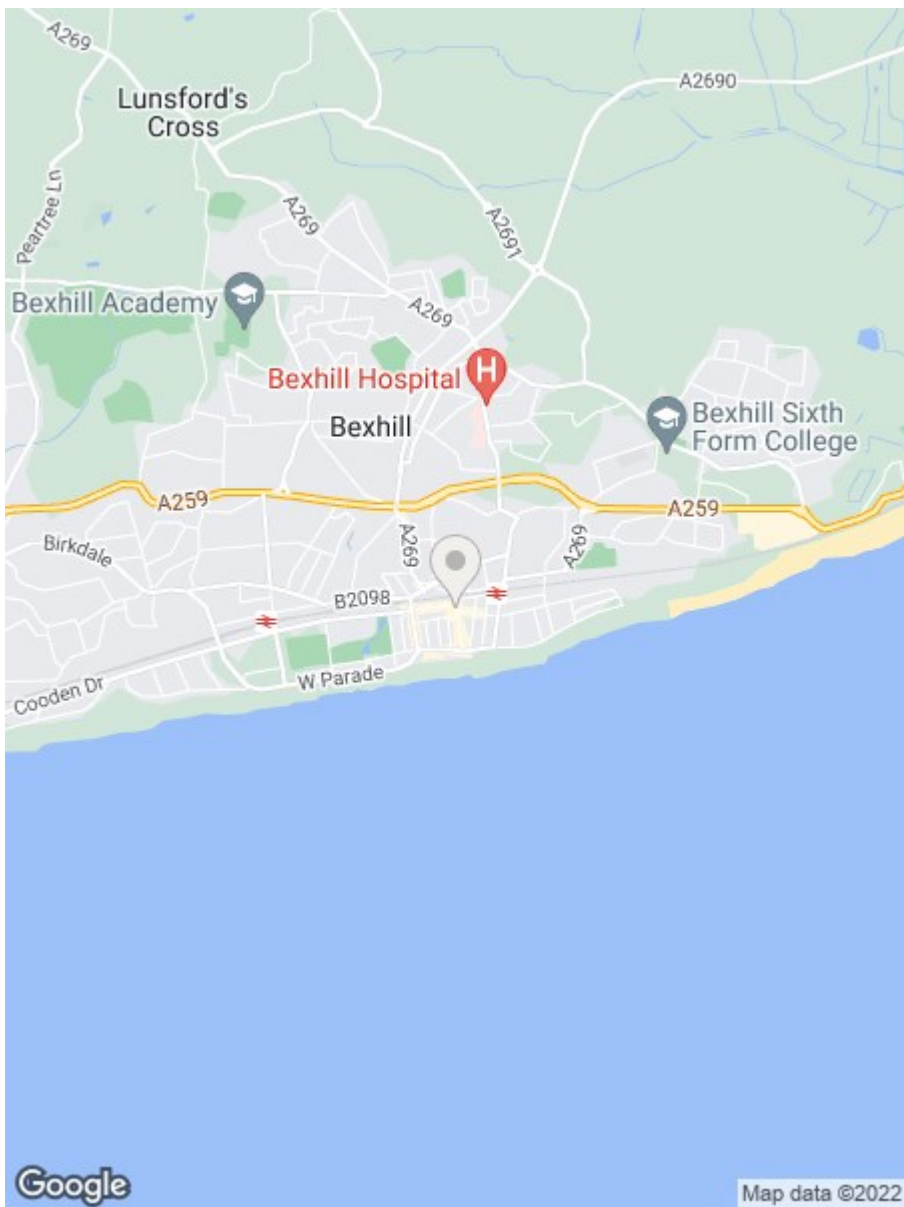 A269
A2690
Lunsford's
Cross
Peartree Ln
A269
A2691
Bexhill Academy
A269
Bexhill Hospital
H
Bexhill
Bexhill Sixth
Form College
A259
A259
Birkdale
A269
A269
B2098
W Parade
Cooden Dr
Google
Map data ©2022